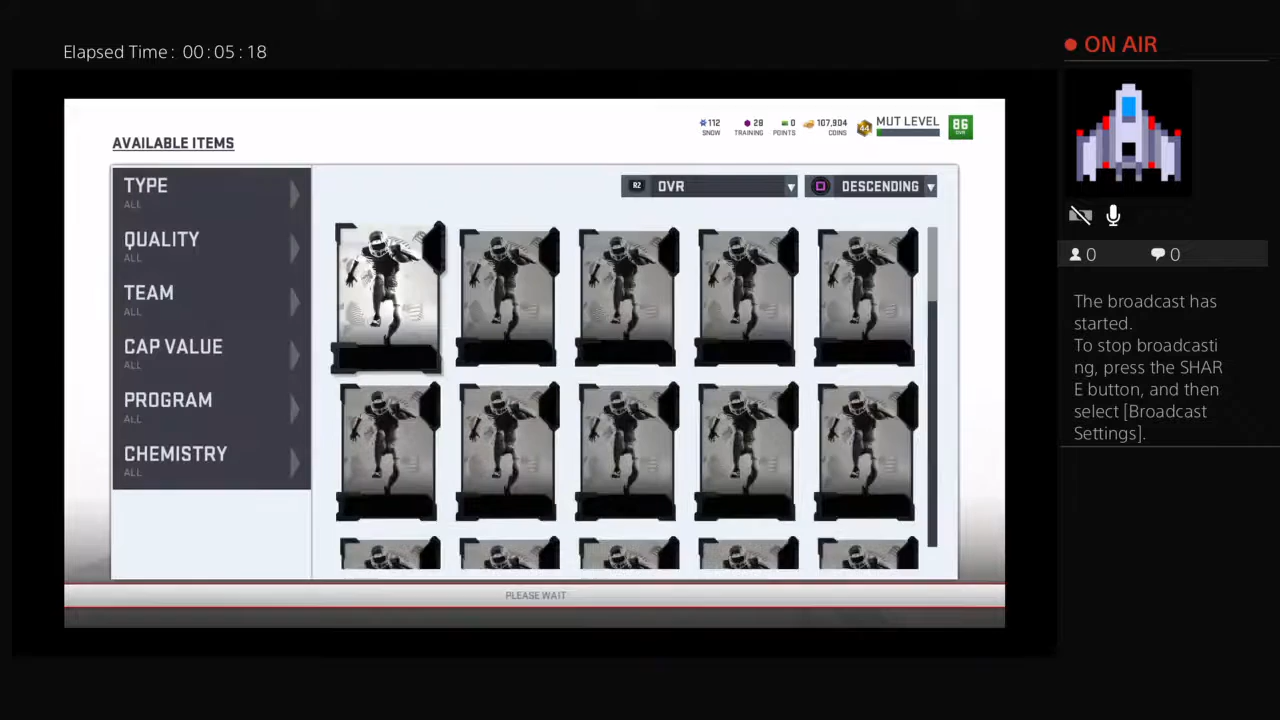 Elapsed Time: 00:05:18
ON AIR
AVAILABLE ITEMS
112 28 0 107,904 44 MUT LEVEL 86
SNOW TRAINING POINTS COINS OVR
TYPE
ALL
R2 OVR DESCENDING
QUALITY
ALL
TEAM
ALL
CAP VALUE
ALL
PROGRAM
ALL
CHEMISTRY
ALL
PLEASE WAIT
0 0
The broadcast has
started.
To stop broadcasti
ng, press the SHAR
E button, and then
select [Broadcast
Settings].